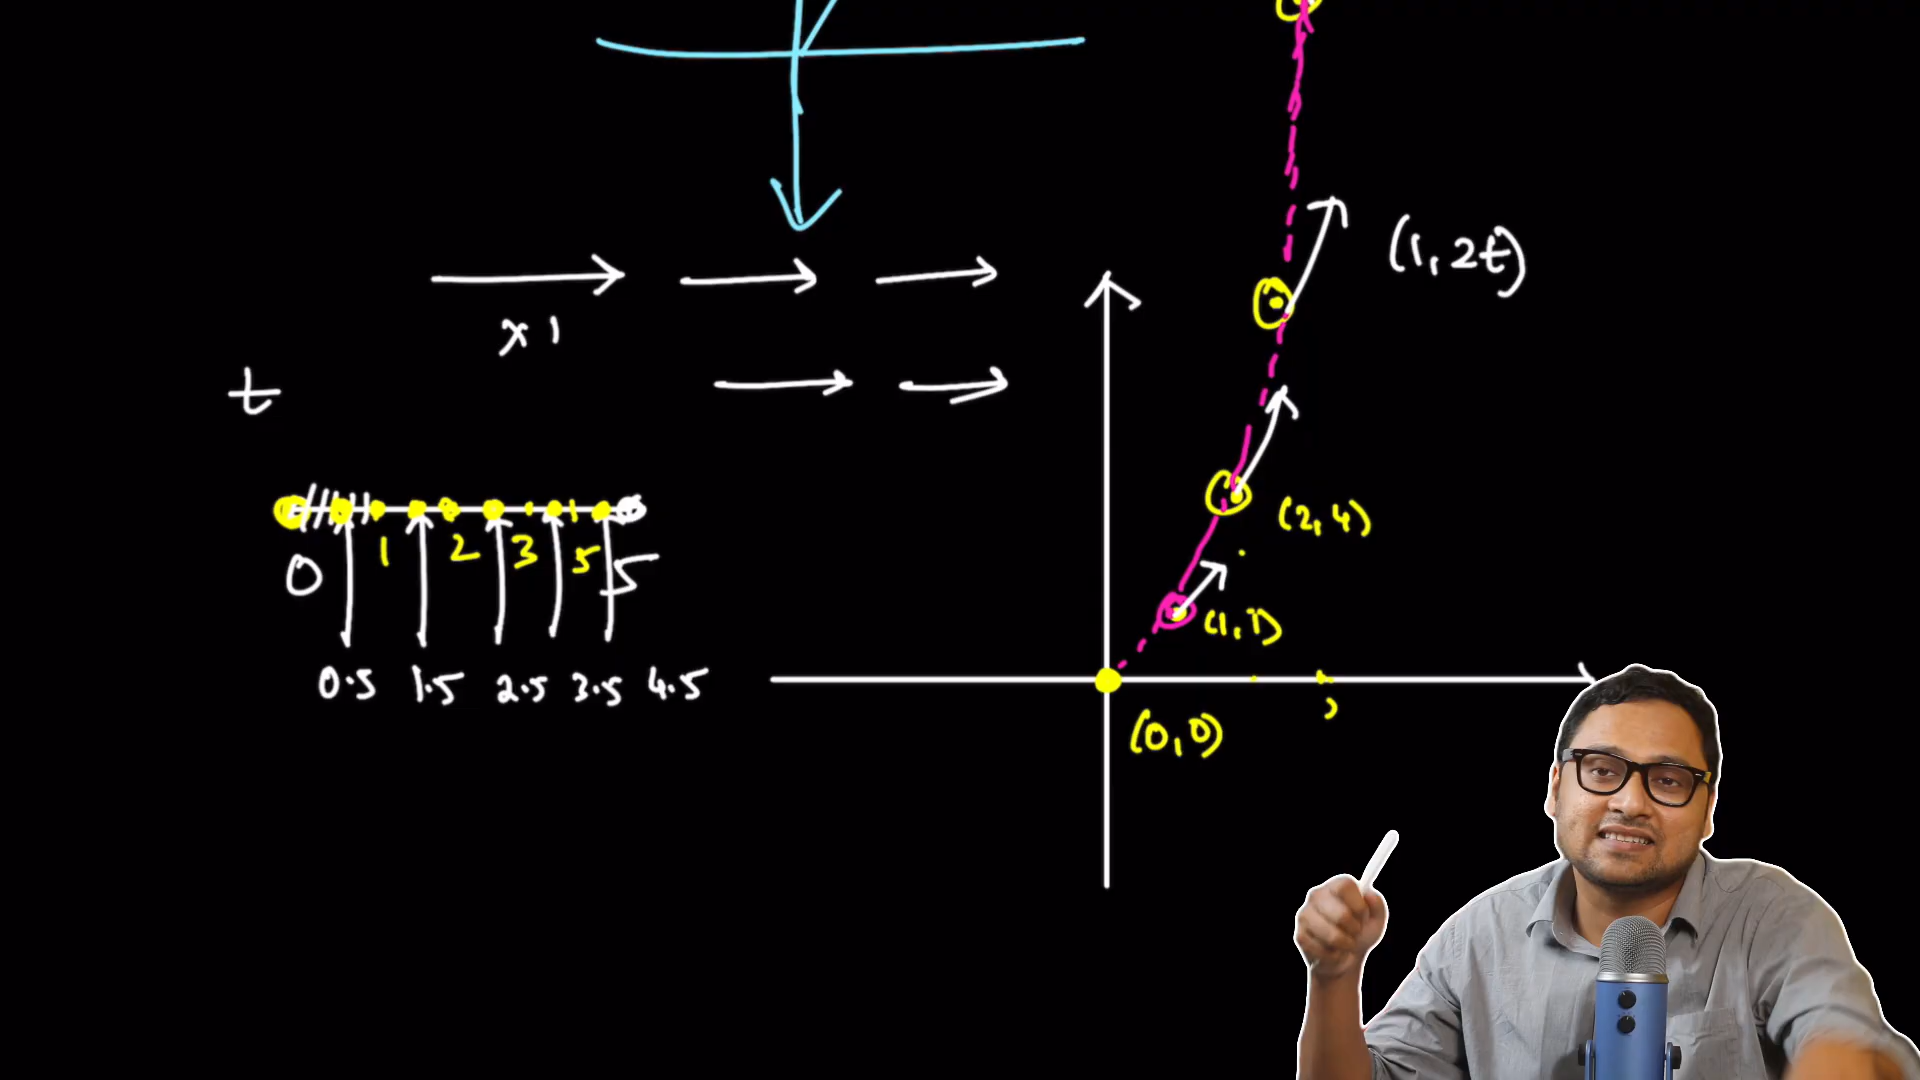 (1, 2t)
x 1
t
(2, 4)
1 2 3 5
0 5
(1, 1)
0.5 1.5 2.5 3.5 4.5
(0, 0)